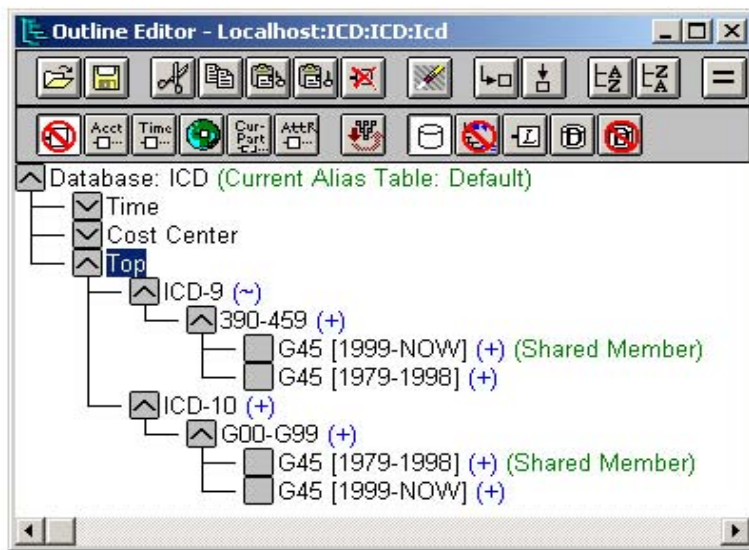 Outline Editor - Localhost:ICD:ICD:Icd
A Z Z A
Acct Time Cur- Part AttR
Database: ICD (Current Alias Table: Default)
Time
Cost Center
Top
ICD-9 (~)
390-459 (+)
G45 [1999-NOW] (+) (Shared Member)
G45 [1979-1998] (+)
ICD-10 (+)
G00-G99 (+)
G45 [1979-1998] (+) (Shared Member)
G45 [1999-NOW] (+)